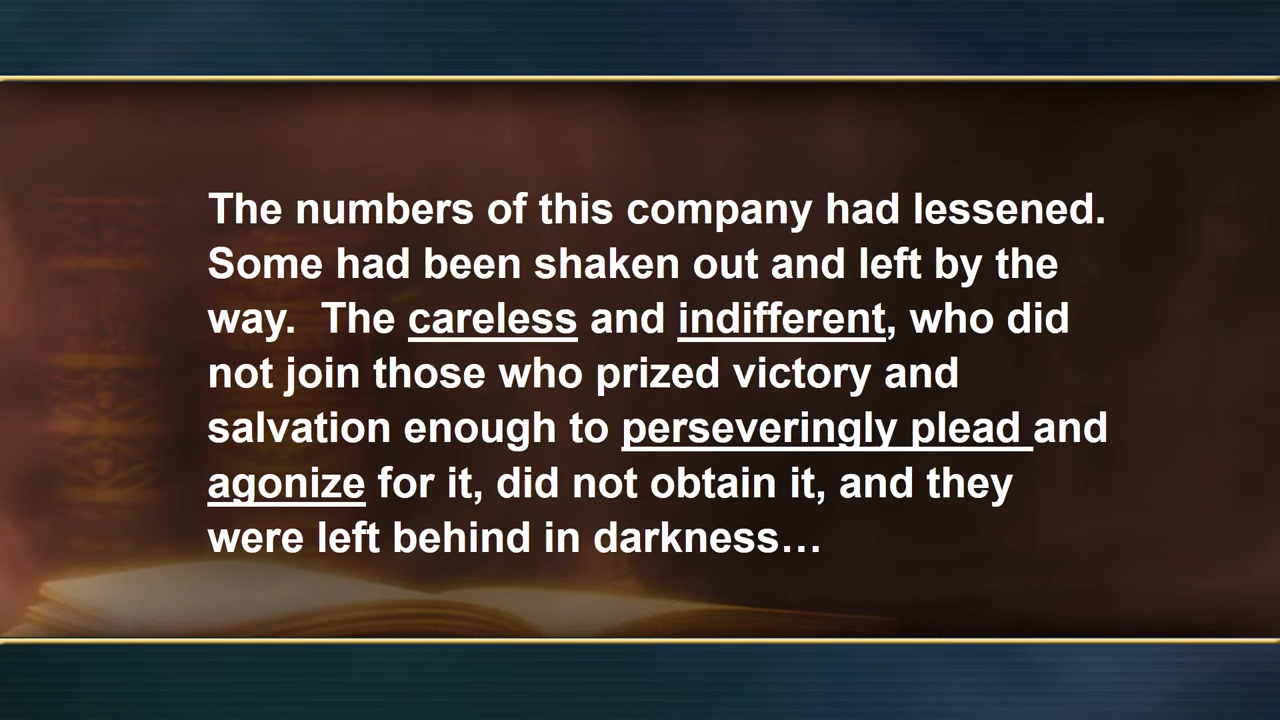 The numbers of this company had lessened.
Some had been shaken out and left by the
way.  The careless and indifferent, who did
not join those who prized victory and
salvation enough to perseveringly plead and
agonize for it, did not obtain it, and they
were left behind in darkness…